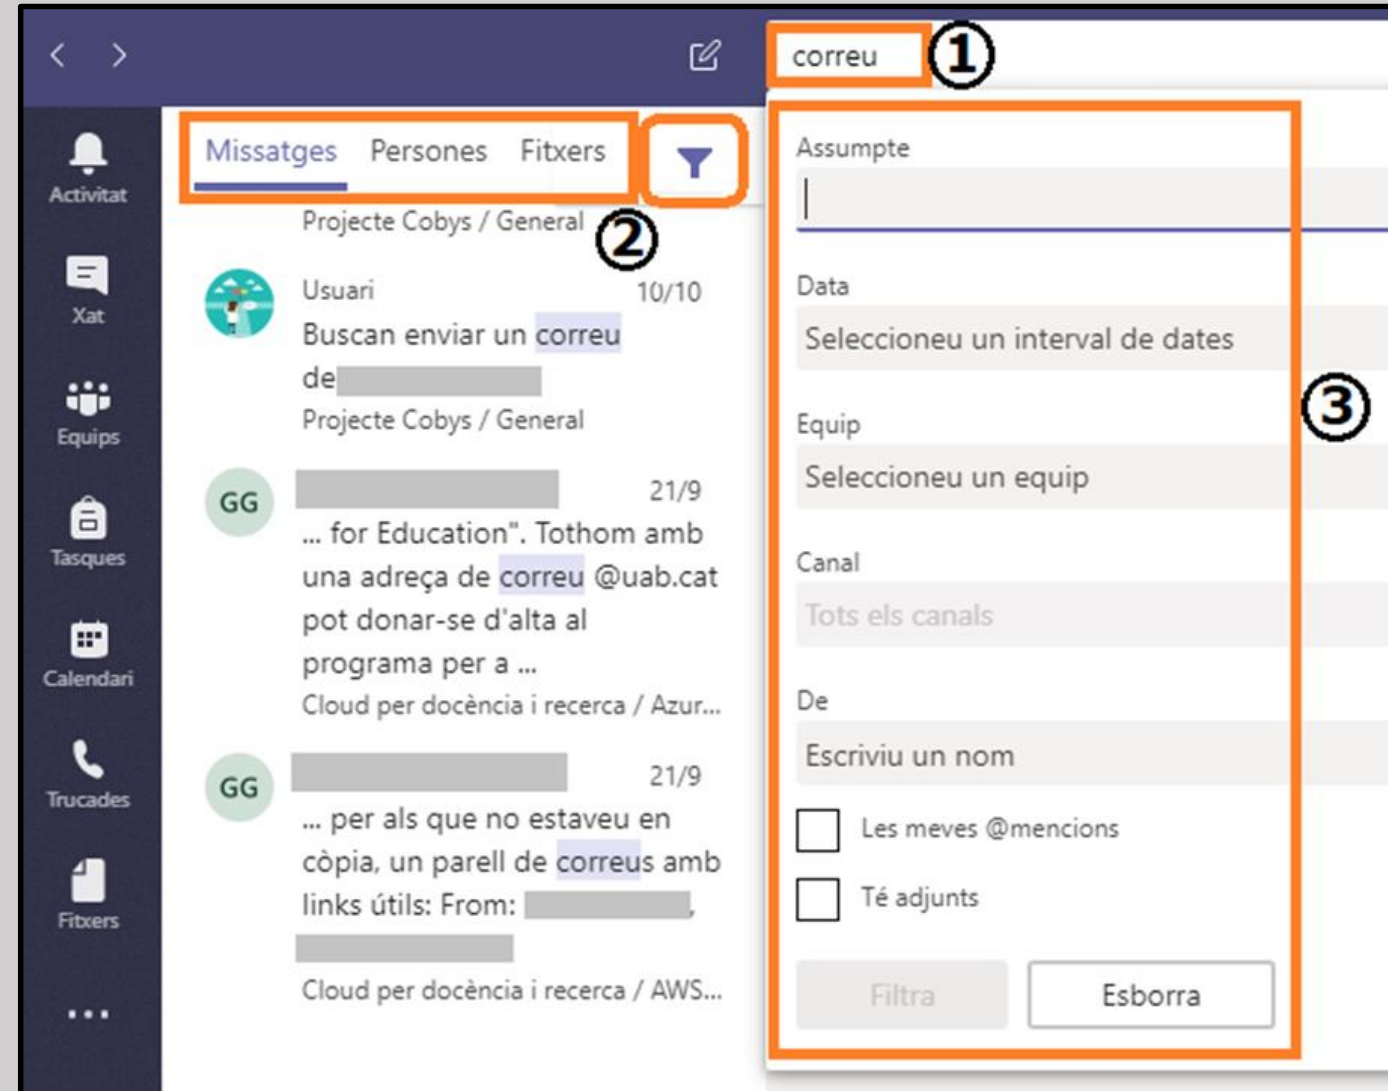 correu
①
Missatges Persones Fitxers
②
Activitat
Xat
Equips
Tasques
Calendari
Trucades
Fitxers
...
Projecte Cobys / General
Usuari 10/10
Buscan enviar un correu
de
Projecte Cobys / General
GG
21/9
... for Education". Tothom amb
una adreça de correu @uab.cat
pot donar-se d'alta al
programa per a ...
Cloud per docència i recerca / Azur...
GG
21/9
... per als que no estaveu en
còpia, un parell de correus amb
links útils: From: ,
Cloud per docència i recerca / AWS...
Assumpte
Data
Seleccioneu un interval de dates
③
Equip
Seleccioneu un equip
Canal
Tots els canals
De
Escriviu un nom
Les meves @mencions
Té adjunts
Filtra Esborra